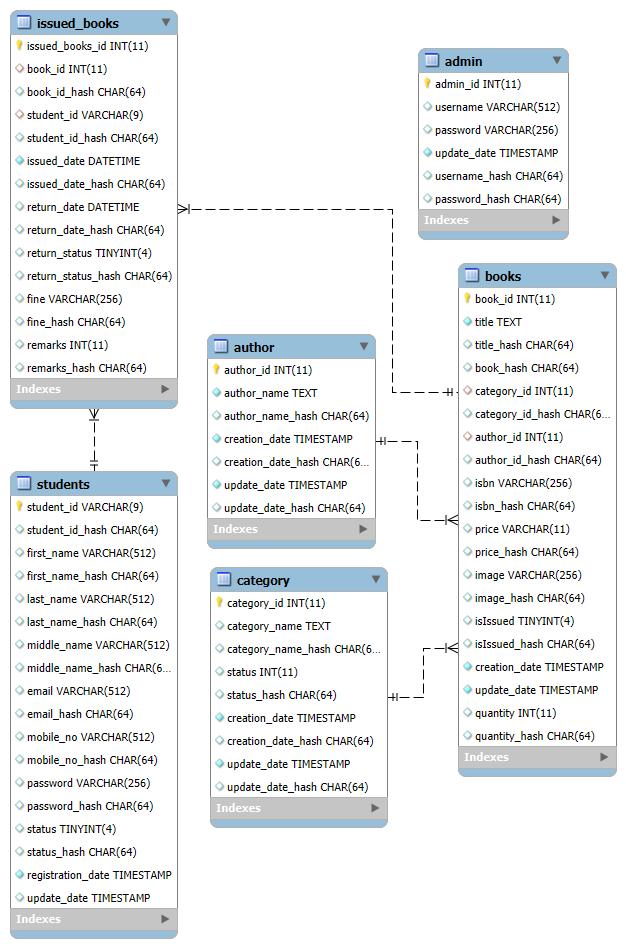 issued_books
issued_books_id INT(11)
book_id INT(11)
book_id_hash CHAR(64)
student_id VARCHAR(9)
student_id_hash CHAR(64)
issued_date DATETIME
issued_date_hash CHAR(64)
return_date DATETIME
return_date_hash CHAR(64)
return_status TINYINT(4)
return_status_hash CHAR(64)
fine VARCHAR(256)
fine_hash CHAR(64)
remarks INT(11)
remarks_hash CHAR(64)
Indexes
admin
admin_id INT(11)
username VARCHAR(512)
password VARCHAR(256)
update_date TIMESTAMP
username_hash CHAR(64)
password_hash CHAR(64)
Indexes
books
book_id INT(11)
title TEXT
title_hash CHAR(64)
book_hash CHAR(64)
category_id INT(11)
category_id_hash CHAR(6...
author_id INT(11)
author_id_hash CHAR(64)
isbn VARCHAR(256)
isbn_hash CHAR(64)
price VARCHAR(11)
price_hash CHAR(64)
image VARCHAR(256)
image_hash CHAR(64)
isIssued TINYINT(4)
isIssued_hash CHAR(64)
creation_date TIMESTAMP
update_date TIMESTAMP
quantity INT(11)
quantity_hash CHAR(64)
Indexes
author
author_id INT(11)
author_name TEXT
author_name_hash CHAR(64)
creation_date TIMESTAMP
creation_date_hash CHAR(6...
update_date TIMESTAMP
update_date_hash CHAR(64)
Indexes
students
student_id VARCHAR(9)
student_id_hash CHAR(64)
first_name VARCHAR(512)
first_name_hash CHAR(64)
last_name VARCHAR(512)
last_name_hash CHAR(64)
middle_name VARCHAR(512)
middle_name_hash CHAR(6...
email VARCHAR(512)
email_hash CHAR(64)
mobile_no VARCHAR(512)
mobile_no_hash CHAR(64)
password VARCHAR(256)
password_hash CHAR(64)
status TINYINT(4)
status_hash CHAR(64)
registration_date TIMESTAMP
update_date TIMESTAMP
Indexes
category
category_id INT(11)
category_name TEXT
category_name_hash CHAR(6...
status INT(11)
status_hash CHAR(64)
creation_date TIMESTAMP
creation_date_hash CHAR(64)
update_date TIMESTAMP
update_date_hash CHAR(64)
Indexes